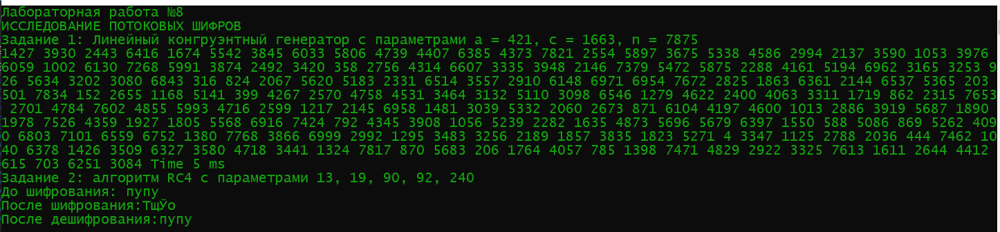 Лабораторная работа №8
ИССЛЕДОВАНИЕ ПОТОКОВЫХ ШИФРОВ
Задание 1: Линейный конгруэнтный генератор с параметрами a = 421, c = 1663, n = 7875
1427 3930 2443 6416 1674 5542 3845 6033 5806 4739 4407 6385 4373 7821 2554 5897 3675 5338 4586 2994 2137 3590 1053 3976
6059 1002 6130 7268 5991 3874 2492 3420 358 2756 4314 6607 3335 3948 2146 7379 5472 5875 2288 4161 5194 6962 3165 3253 9
26 5634 3202 3080 6843 316 824 2067 5620 5183 2331 6514 3557 2910 6148 6971 6954 7672 2825 1863 6361 2144 6537 5365 203
501 7834 152 2655 1168 5141 399 4267 2570 4758 4531 3464 3132 5110 3098 6546 1279 4622 2400 4063 3311 1719 862 2315 7653
2701 4784 7602 4855 5993 4716 2599 1217 2145 6958 1481 3039 5332 2060 2673 871 6104 4197 4600 1013 2886 3919 5687 1890
1978 7526 4359 1927 1805 5568 6916 7424 792 4345 3908 1056 5239 2282 1635 4873 5696 5679 6397 1550 588 5086 869 5262 409
0 6803 7101 6559 6752 1380 7768 3866 6999 2992 1295 3483 3256 2189 1857 3835 1823 5271 4 3347 1125 2788 2036 444 7462 10
40 6378 1426 3509 6327 3580 4718 3441 1324 7817 870 5683 206 1764 4057 785 1398 7471 4829 2922 3325 7613 1611 2644 4412
615 703 6251 3084 Time 5 ms
Задание 2: алгоритм RC4 с параметрами 13, 19, 90, 92, 240
До шифрования: пупу
После шифрования:ТщЎо
После дешифрования:пупу